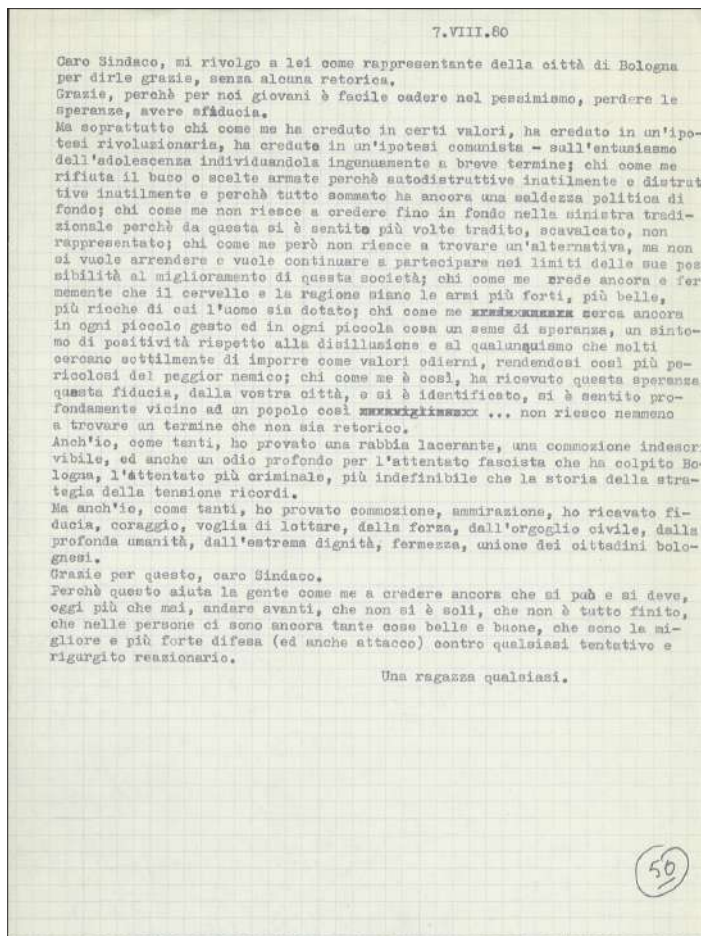 7.VIII.80
Caro Sindaco, mi rivolgo a lei come rappresentante della città di Bologna
per dirle grazie, senza alcuna retorica.
Grazie, perchè per noi giovani è facile cadere nel pessimismo, perdere le
speranze, avere sfiducia.
Ma soprattutto chi come me ha creduto in certi valori, ha creduto in un'ipo-
tesi rivoluzionaria, ha creduto in un'ipotesi comunista - sull'entusiasmo
dell'adolescenza individuandola ingenuamente a breve termine; chi come me
rifiuta il buco o scelte armate perchè autodistruttive inutilmente e distrut
tive inutilmente e perchè tutto sommato ha ancora una saldezza politica di
fondo; chi come me non riesce a credere fino in fondo nella sinistra tradi-
zionale perchè da questa si è sentito più volte tradito, scavalcato, non
rappresentato; chi come me però non riesce a trovare un'alternativa, ma non
si vuole arrendere e vuole continuare a partecipare nei limiti delle sue pos
sibilità al miglioramento di questa società; chi come me crede ancora e fer
memente che il cervello e la ragione siano le armi più forti, più belle,
più ricche di cui l'uomo sia dotato; chi come me cerca ancora
in ogni piccolo gesto ed in ogni piccola cosa un seme di speranza, un sinto-
mo di positività rispetto alla disillusione e al qualunquismo che molti
cercano sottilmente di imporre come valori odierni, rendendosi così più pe-
ricolosi del peggior nemico; chi come me è così, ha ricevuto questa speranza
questa fiducia, dalla vostra città, e si è identificato, si è sentito pro-
fondamente vicino ad un popolo così ... non riesco nemmeno
a trovare un termine che non sia retorico.
Anch'io, come tanti, ho provato una rabbia lacerante, una commozione indescri
vibile, ed anche un odio profondo per l'attentato fascista che ha colpito Bo-
logna, l'attentato più criminale, più indefinibile che la storia della stra-
tegia della tensione ricordi.
Ma anch'io, come tanti, ho provato commozione, ammirazione, ho ricavato fi-
ducia, coraggio, voglia di lottare, dalla forza, dall'orgoglio civile, dalla
profonda umanità, dall'estrema dignità, fermezza, unione dei cittadini bolo-
gnesi.
Grazie per questo, caro Sindaco.
Perchè questo aiuta la gente come me a credere ancora che si può e si deve,
oggi più che mai, andare avanti, che non si è soli, che non è tutto finito,
che nelle persone ci sono ancora tante cose belle e buone, che sono la mi-
gliore e più forte difesa (ed anche attacco) contro qualsiasi tentativo e
rigurgito reazionario.
Una ragazza qualsiasi.
50